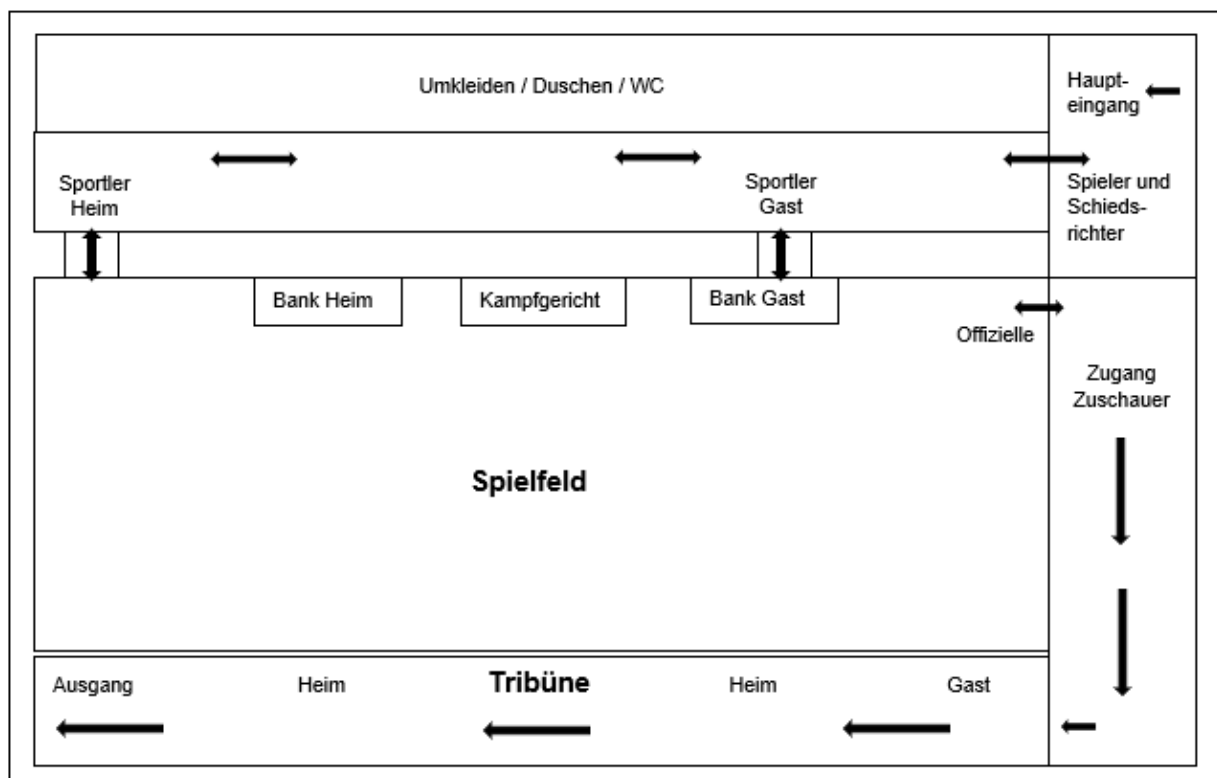 Umkleiden / Duschen / WC
Haupt-
eingang
Sportler
Heim
Sportler
Gast
Spieler und
Schieds-
richter
Bank Heim
Kampfgericht
Bank Gast
Offizielle
Zugang
Zuschauer
Spielfeld
Ausgang
Heim
Tribüne
Heim
Gast